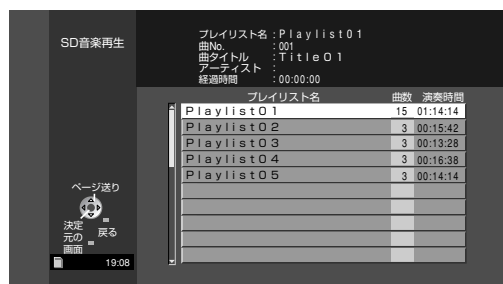 SD音楽再生
プレイリスト名 : Playlist01
曲No. : 001
曲タイトル : Title01
アーティスト :
経過時間 : 00:00:00
プレイリスト名 曲数 演奏時間
Playlist01 15 01:14:14
Playlist02 3 00:15:42
Playlist03 3 00:13:28
Playlist04 3 00:16:38
Playlist05 3 00:14:14
ページ送り
決定
戻る
元の
画面
19:08